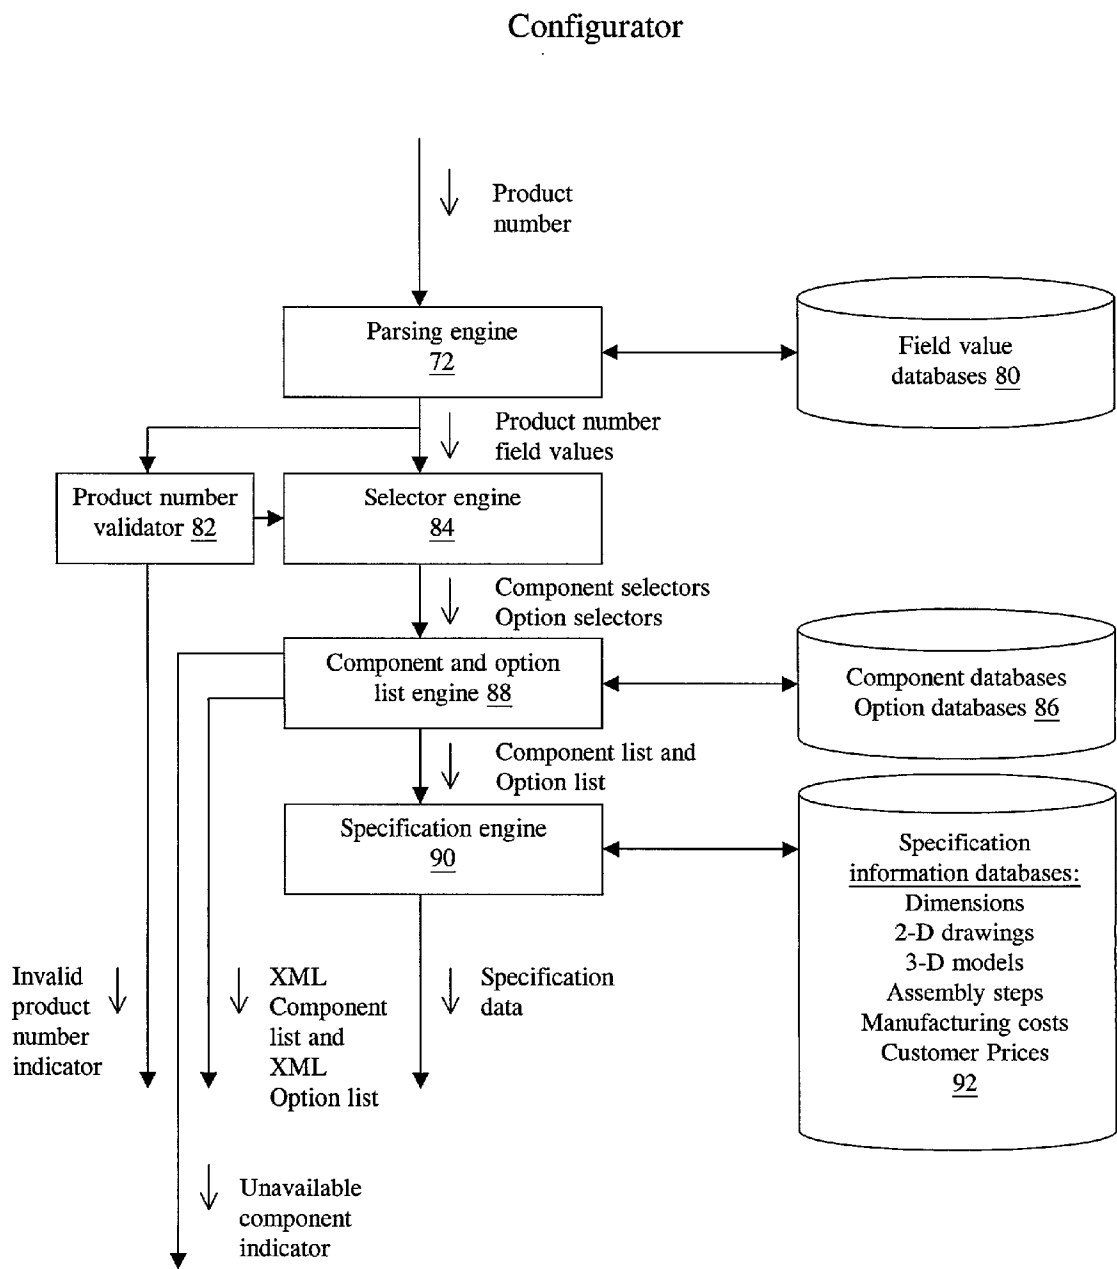 Configurator
Product
number
Parsing engine
72
Field value
databases 80
Product number
field values
Product number
validator 82
Selector engine
84
Component selectors
Option selectors
Component and option
list engine 88
Component databases
Option databases 86
Component list and
Option list
Specification engine
90
Specification
information databases:
Dimensions
2-D drawings
3-D models
Assembly steps
Manufacturing costs
Customer Prices
92
Invalid
product
number
indicator
XML
Component
list and
XML
Option list
Specification
data
Unavailable
component
indicator